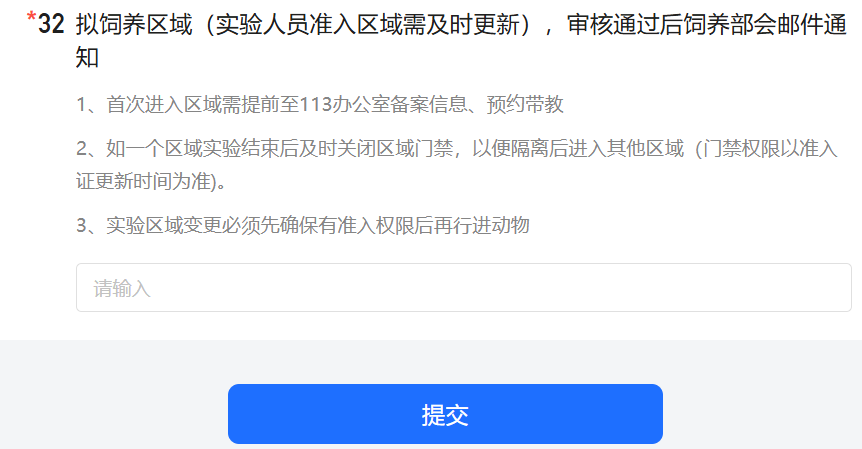 *32 拟饲养区域（实验人员准入区域需及时更新），审核通过后饲养部会邮件通
知
1、首次进入区域需提前至113办公室备案信息、预约带教
2、如一个区域实验结束后及时关闭区域门禁，以便隔离后进入其他区域（门禁权限以准入
证更新时间为准)。
3、实验区域变更必须先确保有准入权限后再行进动物
请输入
提交